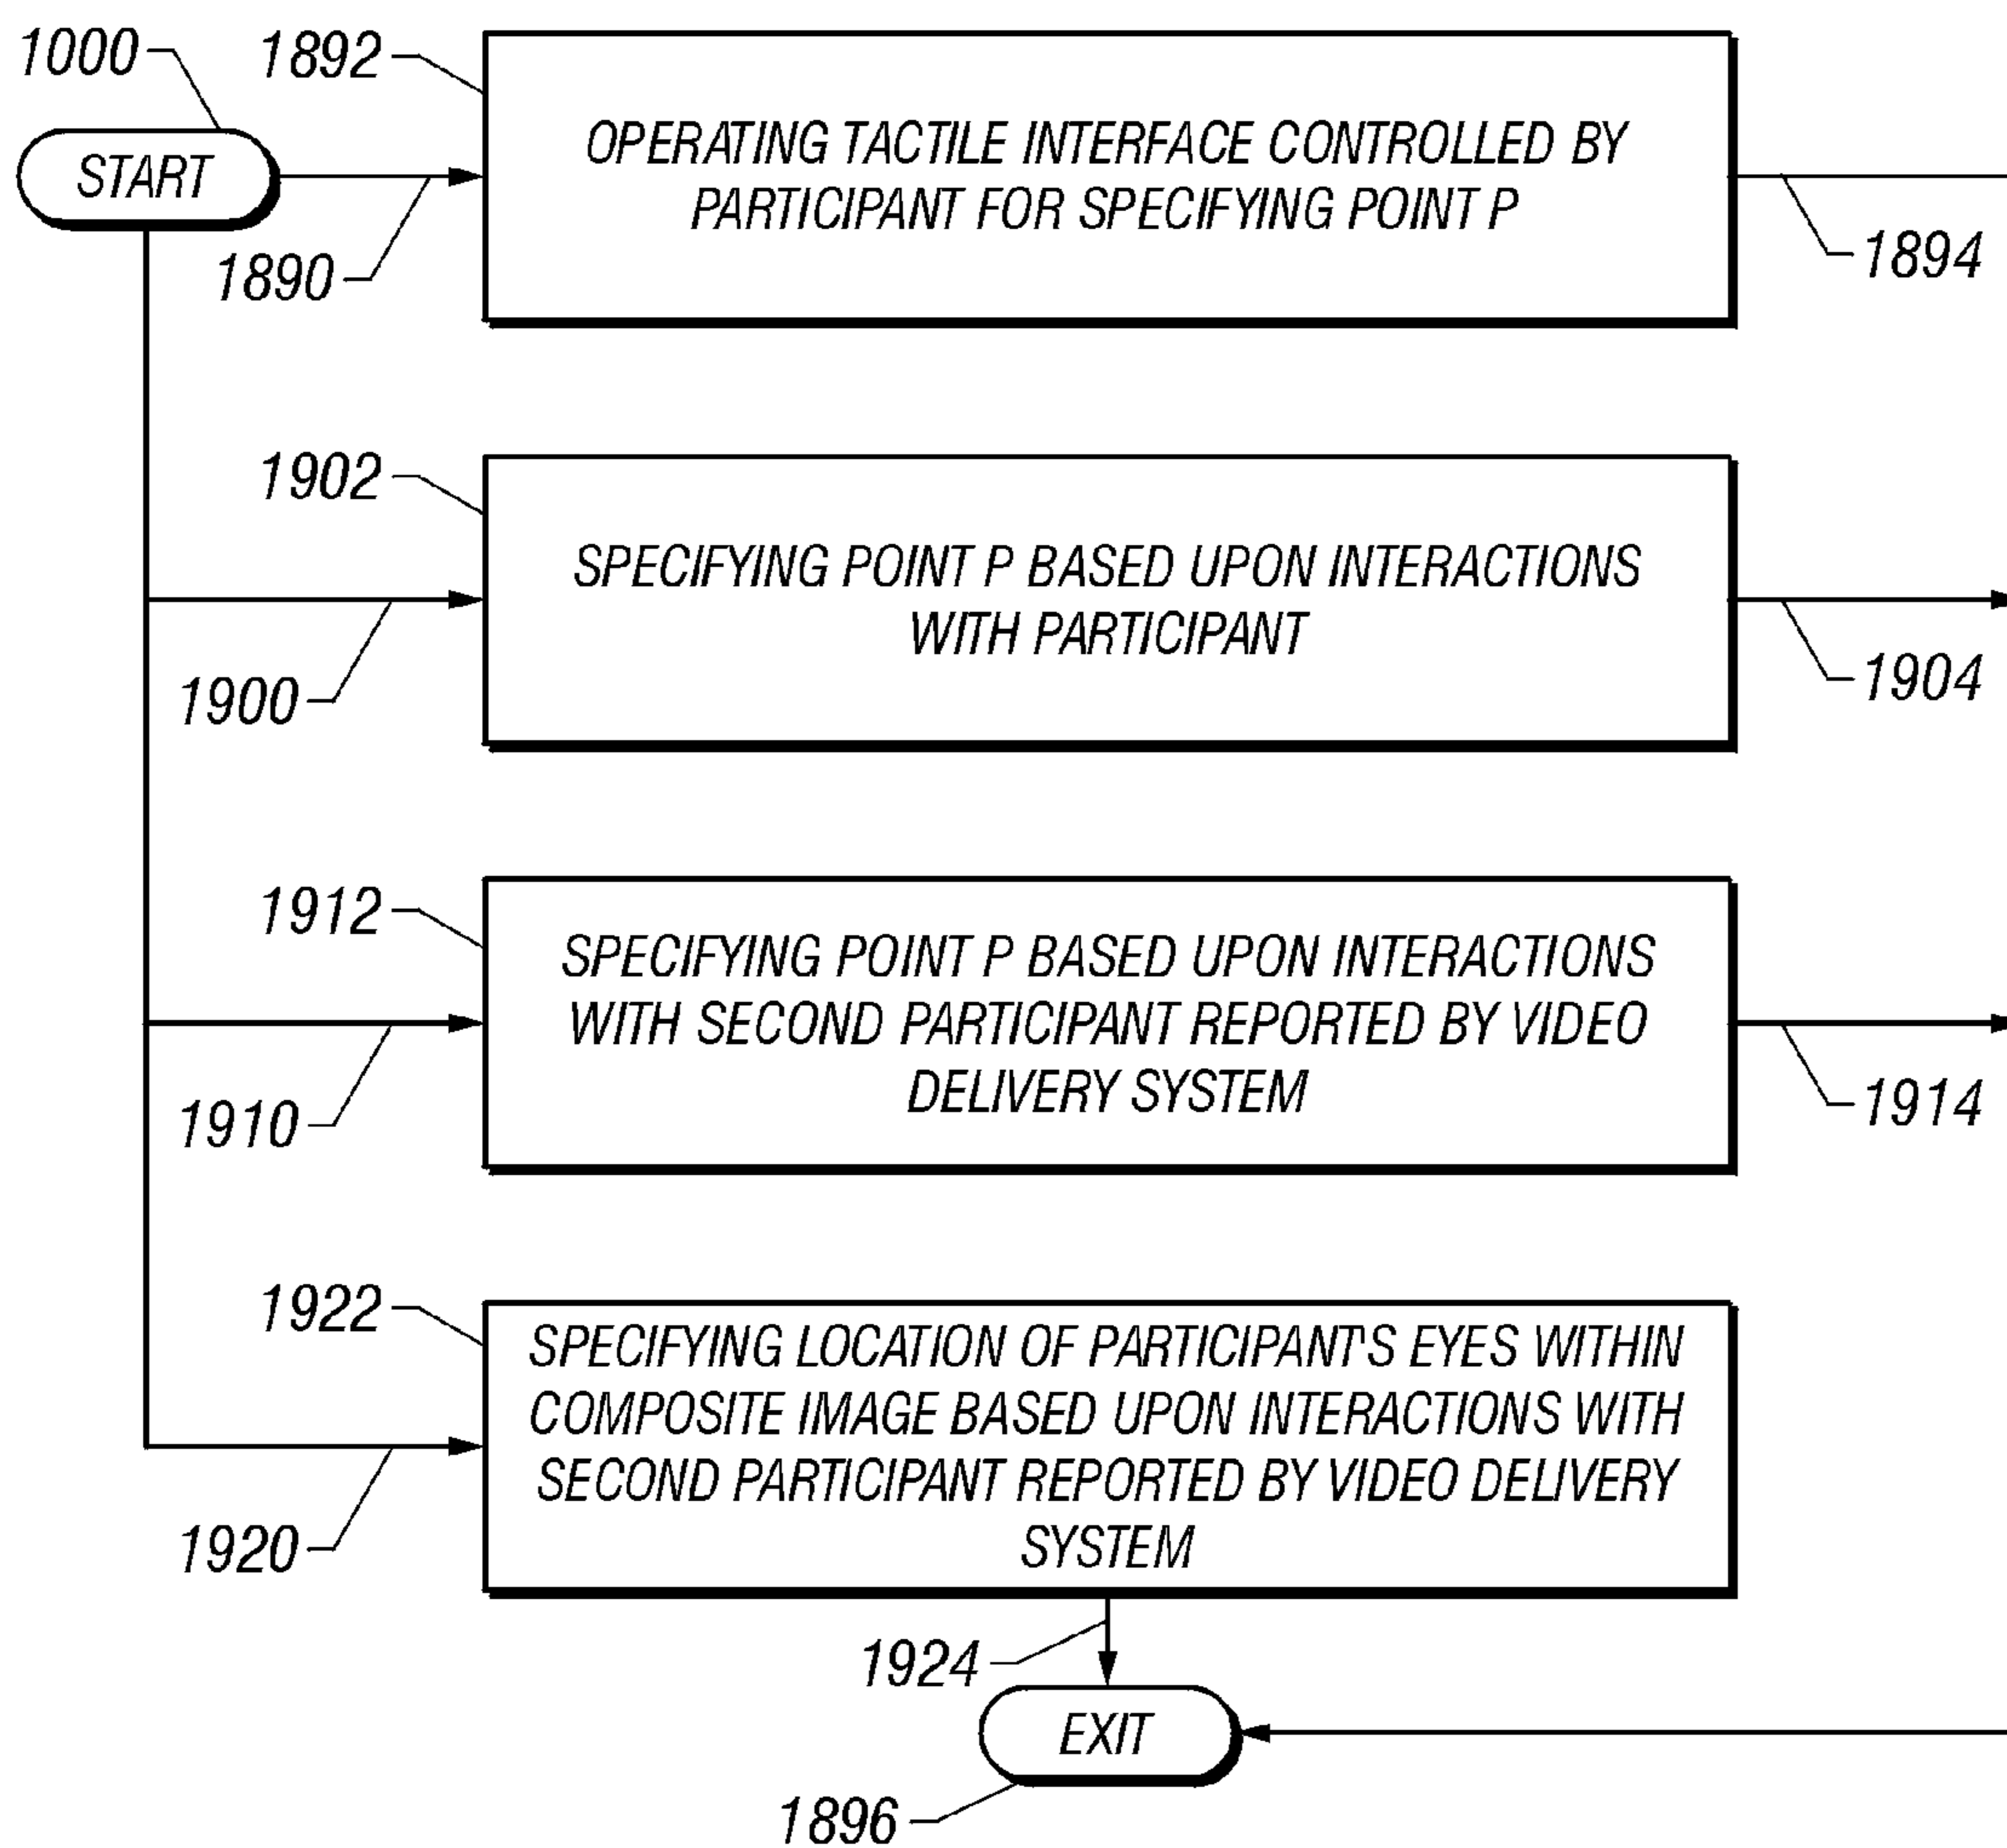 1000
START
1890
1892
OPERATING TACTILE INTERFACE CONTROLLED BY
PARTICIPANT FOR SPECIFYING POINT P
1894
1902
SPECIFYING POINT P BASED UPON INTERACTIONS
WITH PARTICIPANT
1900
1904
1912
SPECIFYING POINT P BASED UPON INTERACTIONS
WITH SECOND PARTICIPANT REPORTED BY VIDEO
DELIVERY SYSTEM
1910
1914
1922
SPECIFYING LOCATION OF PARTICIPANT'S EYES WITHIN
COMPOSITE IMAGE BASED UPON INTERACTIONS WITH
SECOND PARTICIPANT REPORTED BY VIDEO DELIVERY
SYSTEM
1920
1924
EXIT
1896